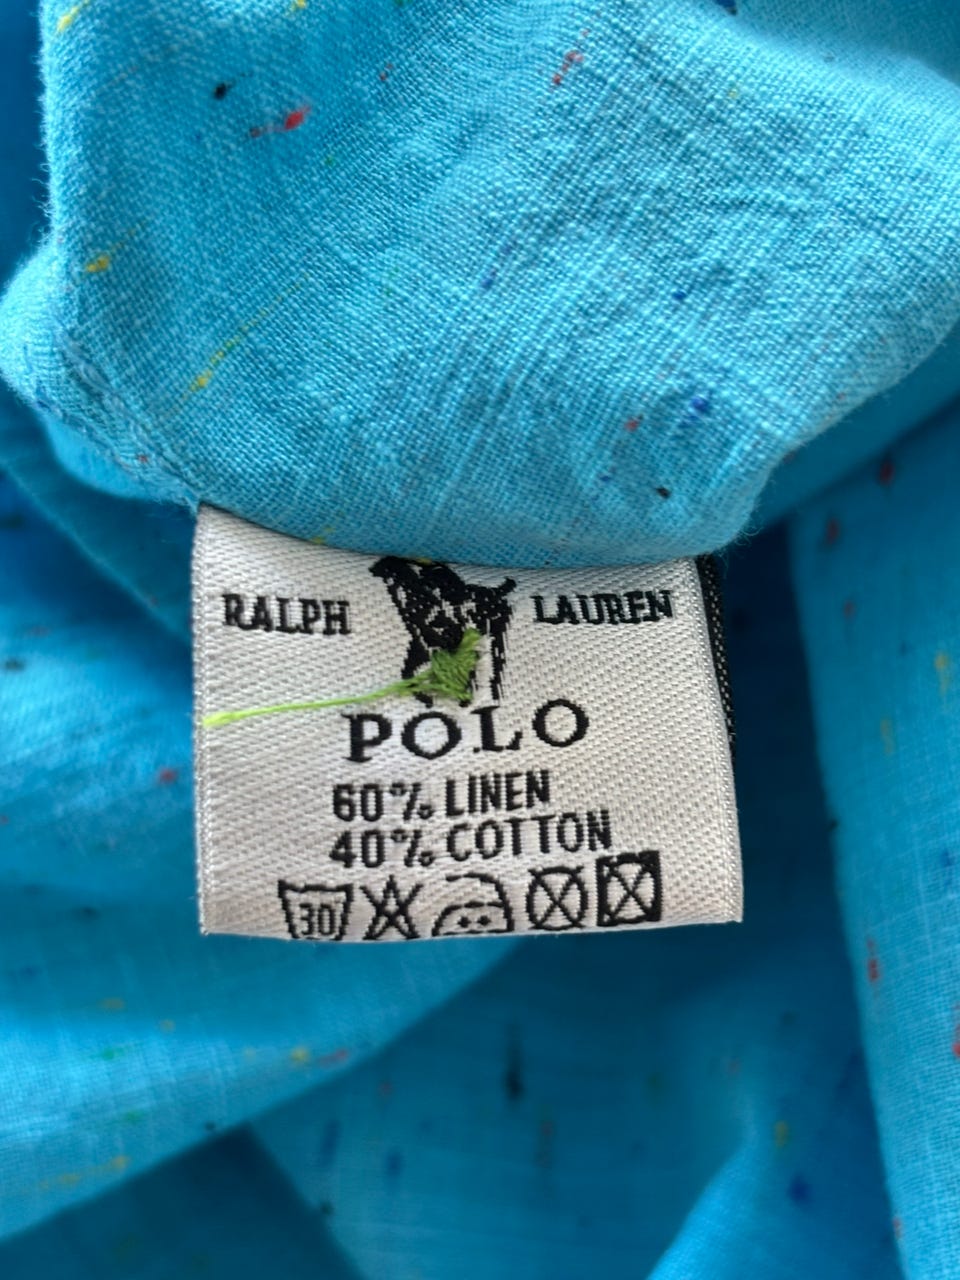 RALPH LAUREN
POLO
60% LINEN
40% COTTON
30